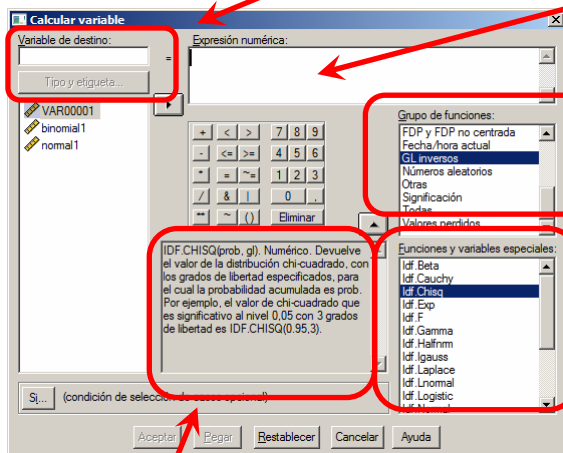 Calcular variable
Variable de destino:
=
Expresión numérica:
Tipo y etiqueta...
VAR00001
binomial1
normal1
+ < > 7 8 9
- <= >= 4 5 6
* = ~= 1 2 3
/ & | 0 .
** ~ () Eliminar
Grupo de funciones:
FDP y FDP no centrada
Fecha/hora actual
GL inversos
Números aleatorios
Otras
Significación
Todas
Valores perdidos
IDF.CHISQ(prob, gl). Numérico. Devuelve
el valor de la distribución chi-cuadrado, con
los grados de libertad especificados, para
el cual la probabilidad acumulada es prob.
Por ejemplo, el valor de chi-cuadrado que
es significativo al nivel 0,05 con 3 grados
de libertad es IDF.CHISQ(0.95,3).
Funciones y variables especiales:
Idf.Beta
Idf.Cauchy
Idf.Chisq
Idf.Exp
Idf.F
Idf.Gamma
Idf.Halfnrm
Idf.Igauss
Idf.Laplace
Idf.Lnormal
Idf.Logistic
Idf.Normal
Si... (condición de selección de casos opcional)
Aceptar Pegar Restablecer Cancelar Ayuda